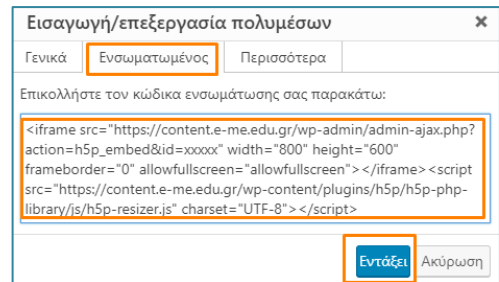 Εισαγωγή/επεξεργασία πολυμέσων ×
Γενικά Ενσωματωμένος Περισσότερα
Επικολλήστε τον κώδικα ενσωμάτωσης σας παρακάτω:
<iframe src="https://content.e-me.edu.gr/wp-admin/admin-ajax.php?
action=h5p_embed&id=xxxxx" width="800" height="600"
frameborder="0" allowfullscreen="allowfullscreen"></iframe><script
src="https://content.e-me.edu.gr/wp-content/plugins/h5p/h5p-php-
library/js/h5p-resizer.js" charset="UTF-8"></script>
Εντάξει Ακύρωση